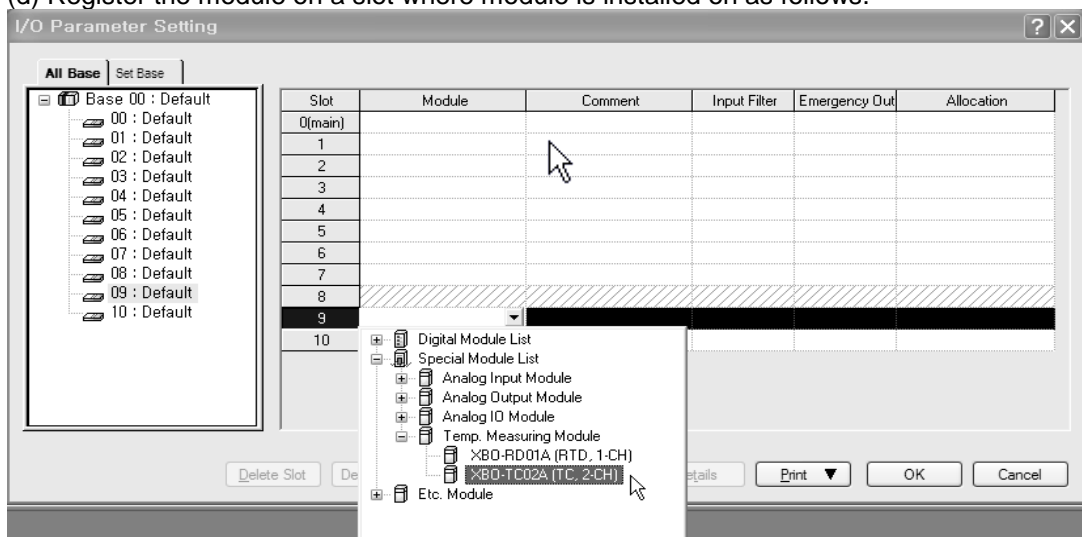 (d) Register the module on a slot where module is installed on as follows.
I/O Parameter Setting
All Base Set Base
Base 00 : Default
00 : Default
01 : Default
02 : Default
03 : Default
04 : Default
05 : Default
06 : Default
07 : Default
08 : Default
09 : Default
10 : Default
Slot Module Comment Input Filter Emergency Out Allocation
0(main)
1
2
3
4
5
6
7
8
9
10
Digital Module List
Special Module List
Analog Input Module
Analog Output Module
Analog IO Module
Temp. Measuring Module
XBO-RD01A (RTD, 1-CH)
XBO-TC02A (TC, 2-CH)
Etc. Module
Delete Slot De etails Print ▼ OK Cancel